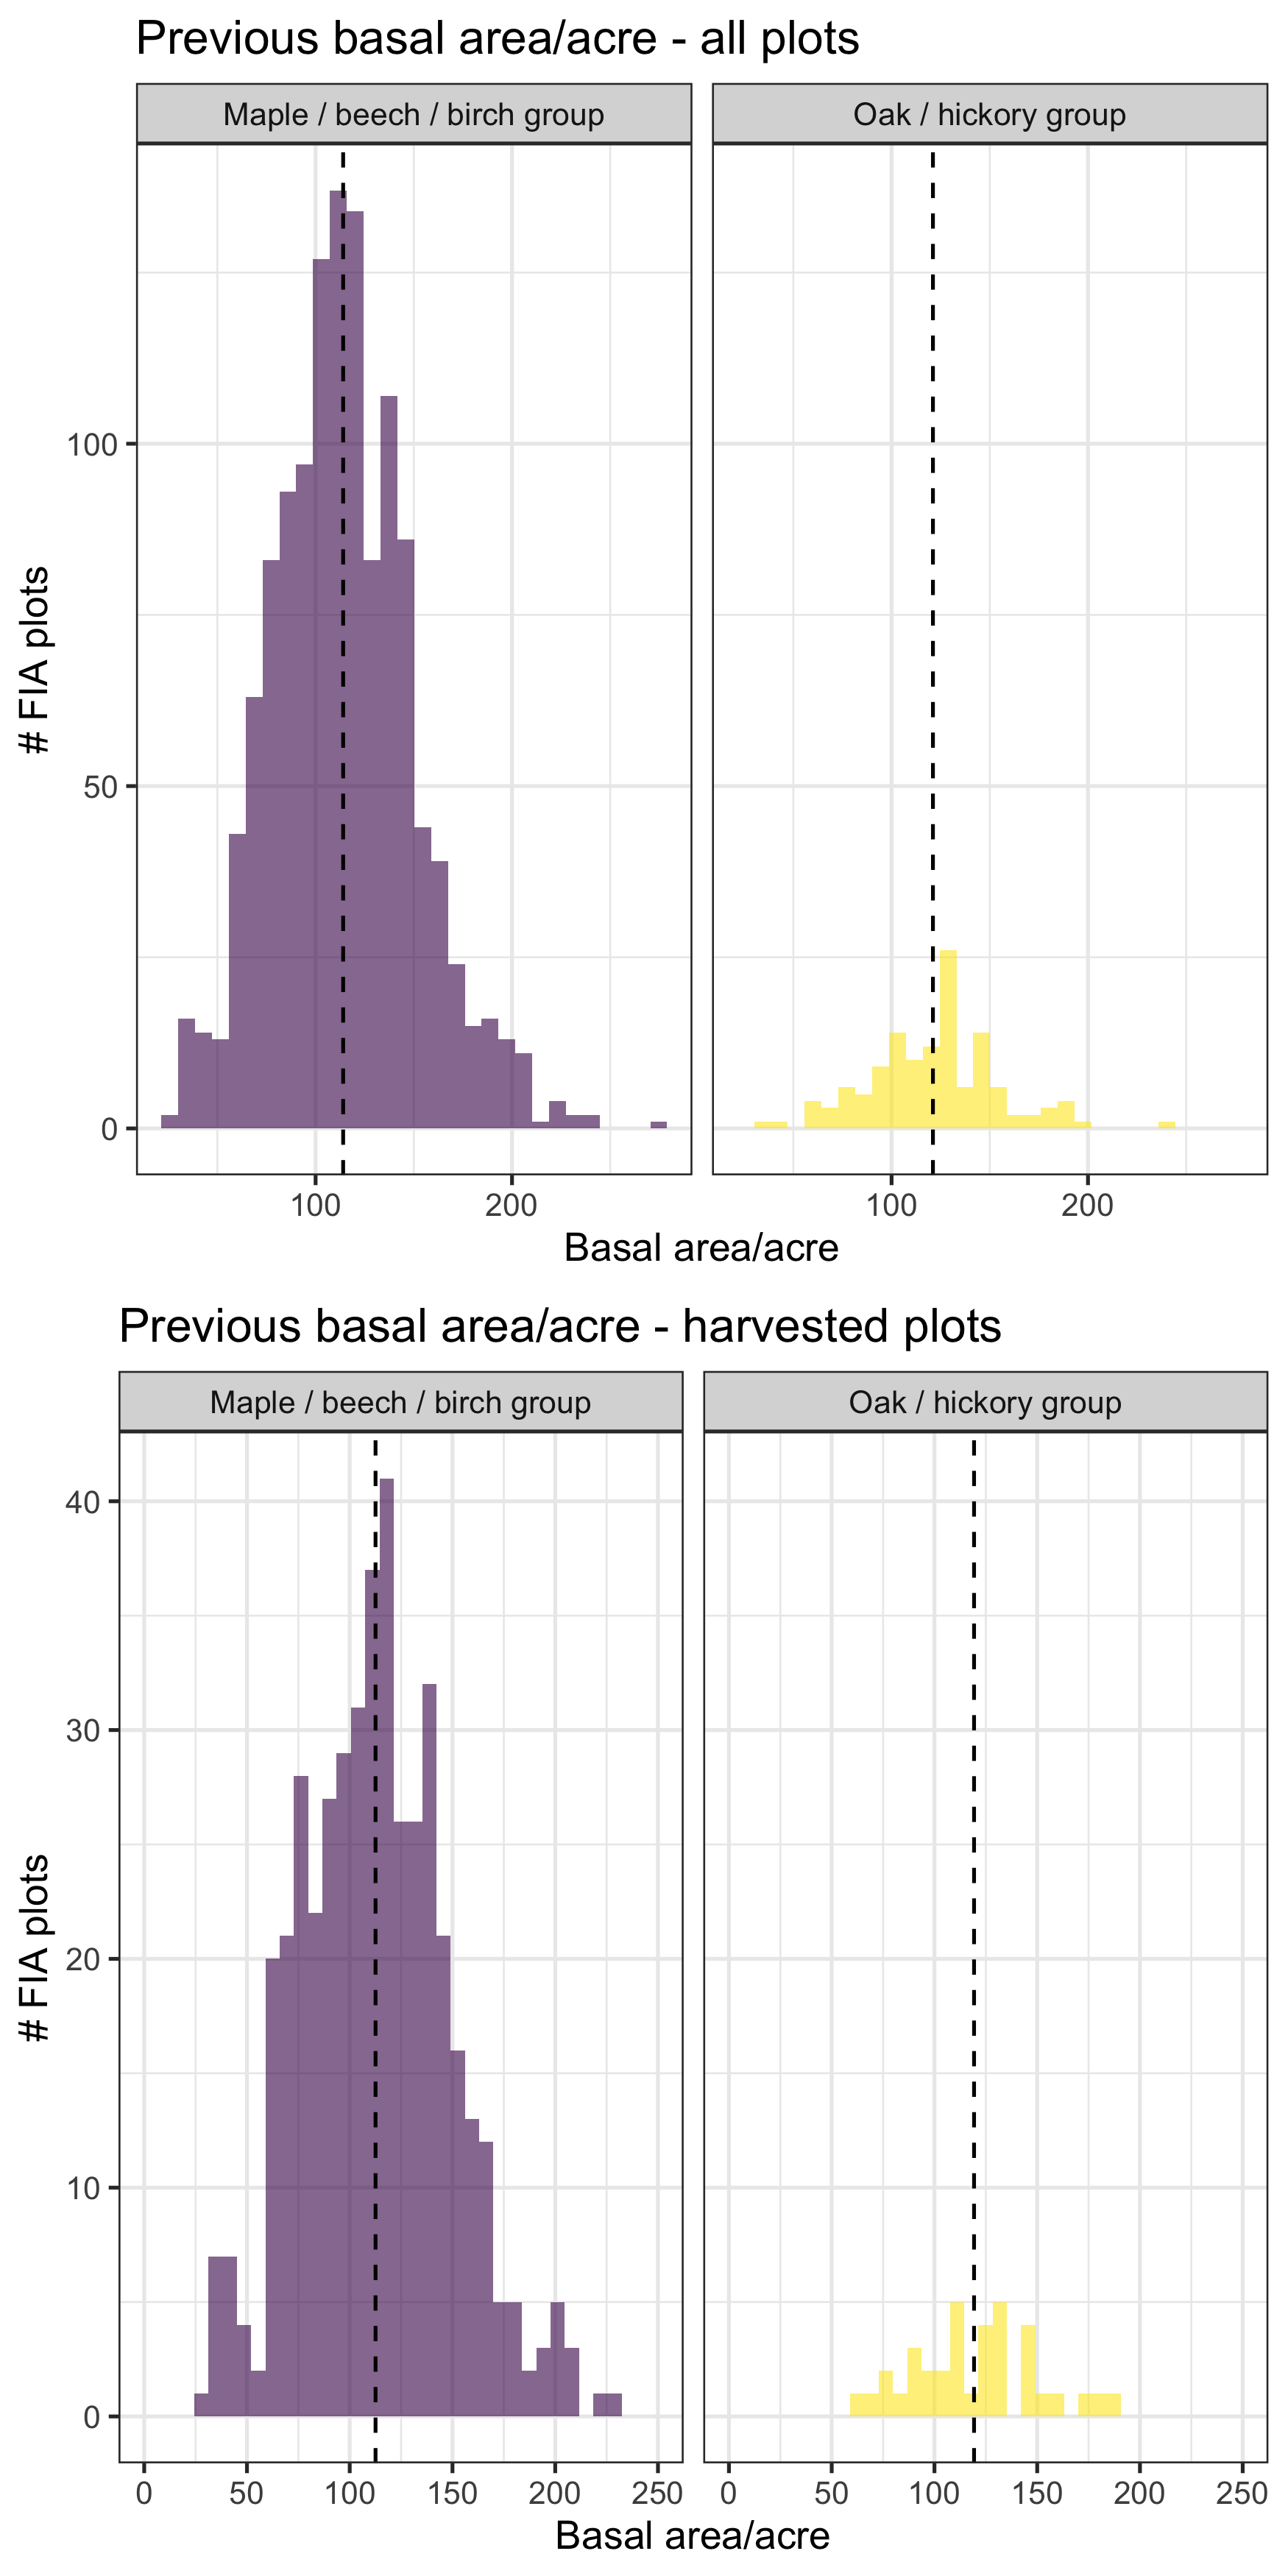 Previous basal area/acre - all plots
Maple / beech / birch group
Oak / hickory group
# FIA plots
100
50
0
100
200
100
200
Basal area/acre
Previous basal area/acre - harvested plots
Maple / beech / birch group
Oak / hickory group
# FIA plots
40
30
20
10
0
0
50
100
150
200
250
0
50
100
150
200
250
Basal area/acre